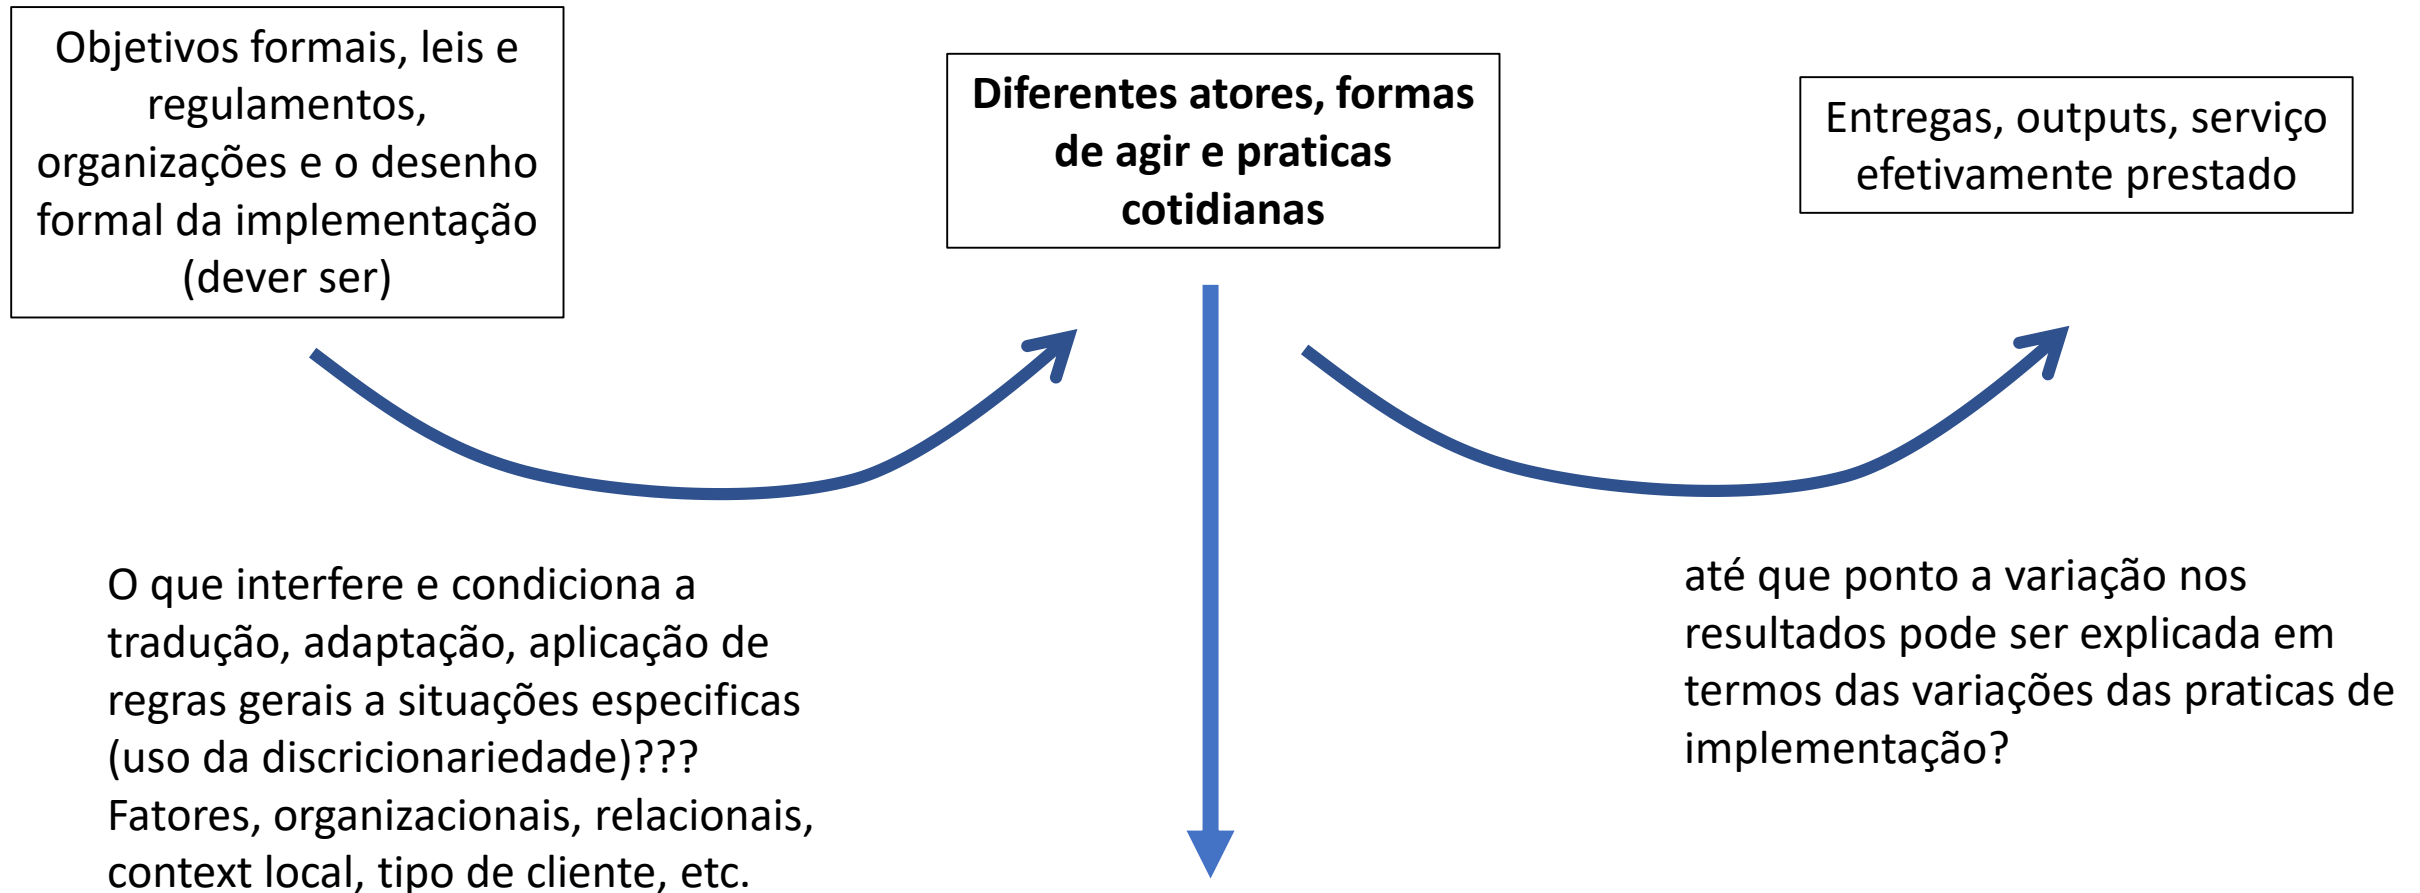 Objetivos formais, leis e
regulamentos,
organizações e o desenho
formal da implementação
(dever ser)
Diferentes atores, formas
de agir e praticas
cotidianas
Entregas, outputs, serviço
efetivamente prestado
O que interfere e condiciona a
tradução, adaptação, aplicação de
regras gerais a situações especificas
(uso da discricionariedade)???
Fatores, organizacionais, relacionais,
context local, tipo de cliente, etc.
até que ponto a variação nos
resultados pode ser explicada em
termos das variações das praticas de
implementação?